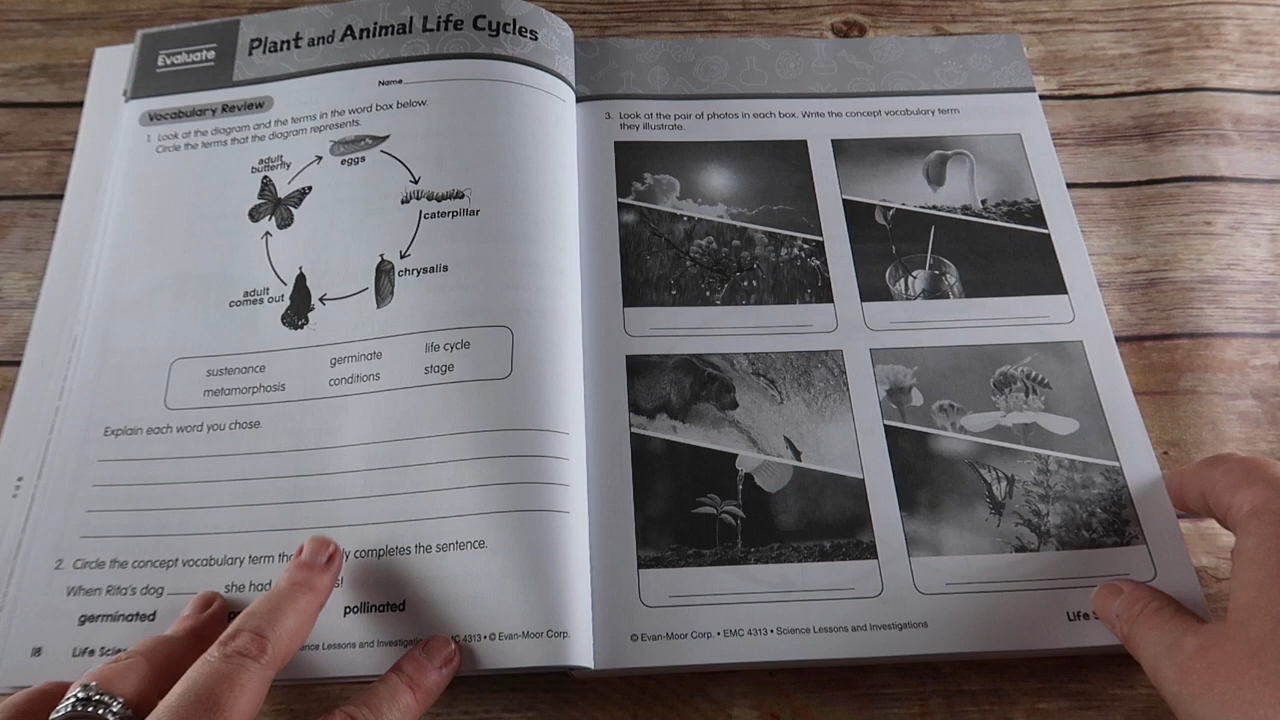 Evaluate
Plant and Animal Life Cycles
Name
Vocabulary Review
1. Look at the diagram and the terms in the word box below.
Circle the terms that the diagram represents.
adult
butterfly
eggs
caterpillar
chrysalis
adult
comes out
sustenance
germinate
life cycle
metamorphosis
conditions
stage
Explain each word you chose.
2. Circle the concept vocabulary term completes the sentence.
When Rita's dog ______ she had
germinated
pollinated
18
Life
EMC 4313 • © Evan-Moor Corp.
3. Look at the pair of photos in each box. Write the concept vocabulary term
they illustrate.
© Evan-Moor Corp. • EMC 4313 • Science Lessons and Investigations
Life